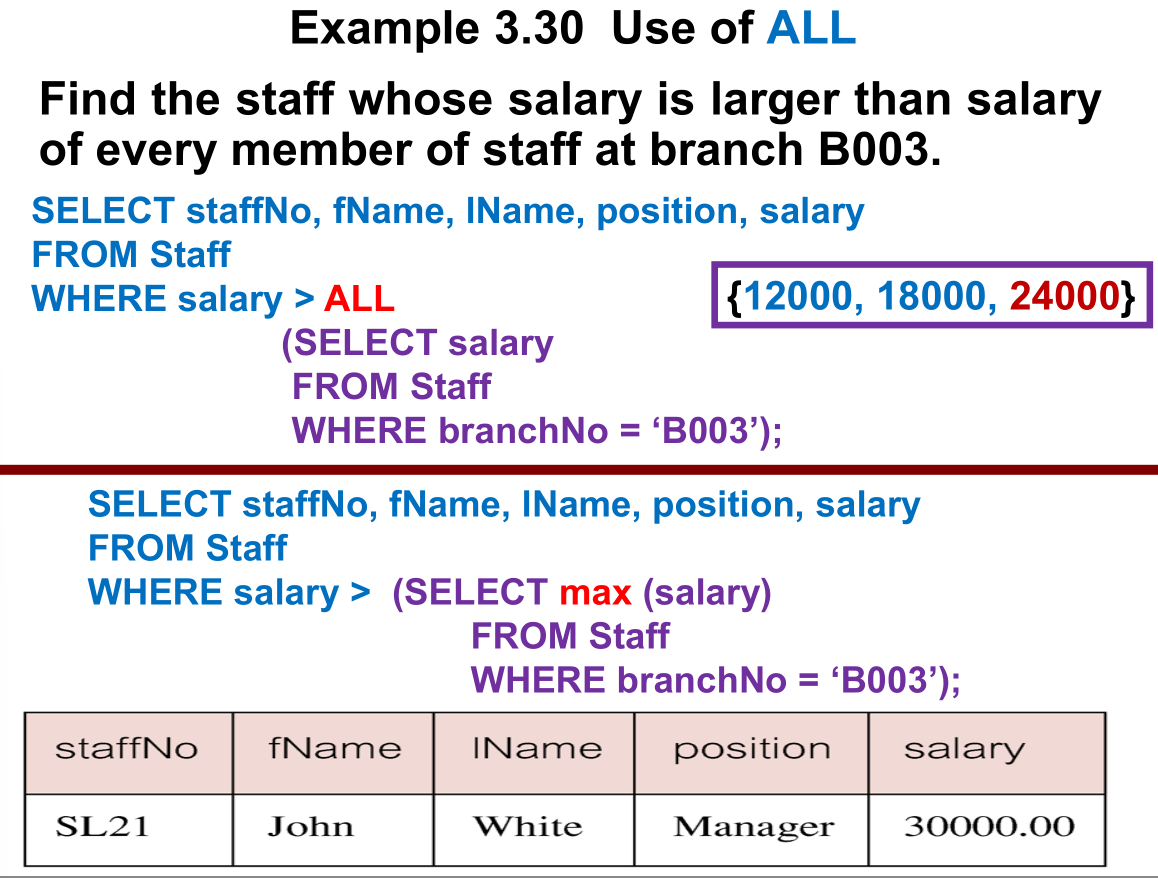 Example 3.30 Use of ALL
Find the staff whose salary is larger than salary
of every member of staff at branch B003.
SELECT staffNo, fName, lName, position, salary
FROM Staff
WHERE salary > ALL
{12000, 18000, 24000}
(SELECT salary
FROM Staff
WHERE branchNo = ‘B003’);
SELECT staffNo, fName, lName, position, salary
FROM Staff
WHERE salary > (SELECT max (salary)
FROM Staff
WHERE branchNo = ‘B003’);
staffNo fName lName position salary
SL21 John White Manager 30000.00